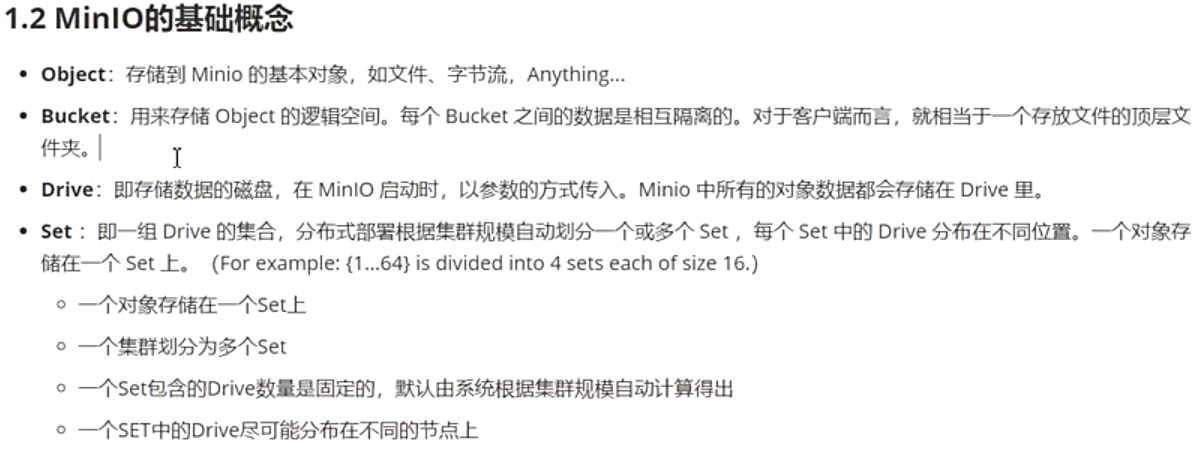 1.2 MinIO的基础概念
Object：存储到 Minio 的基本对象，如文件、字节流，Anything...
Bucket：用来存储 Object 的逻辑空间。每个 Bucket 之间的数据是相互隔离的。对于客户端而言，就相当于一个存放文件的顶层文
件夹。
Drive：即存储数据的磁盘，在 MinIO 启动时，以参数的方式传入。Minio 中所有的对象数据都会存储在 Drive 里。
Set ：即一组 Drive 的集合，分布式部署根据集群规模自动划分一个或多个 Set ，每个 Set 中的 Drive 分布在不同位置。一个对象存
储在一个 Set 上。（For example: {1...64} is divided into 4 sets each of size 16.）
一个对象存储在一个Set上
一个集群划分为多个Set
一个Set包含的Drive数量是固定的，默认由系统根据集群规模自动计算得出
一个SET中的Drive尽可能分布在不同的节点上